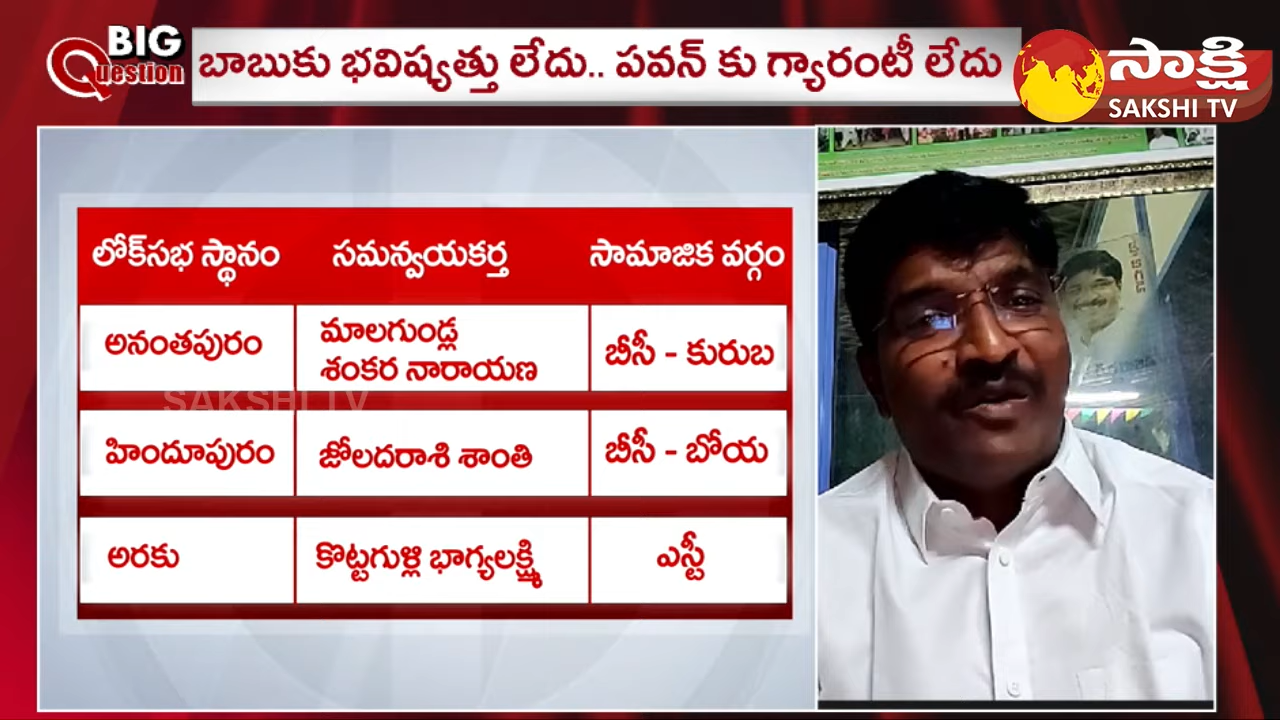 BIG
Question
బాబుకు భవిష్యత్తు లేదు.. పవన్ కు గ్యారంటీ లేదు
సాక్షి
SAKSHI TV
లోక్‌సభ స్థానం సమన్వయకర్త సామాజిక వర్గం
అనంతపురం మాలగుండ్ల శంకర నారాయణ బీసీ - కురుబ
SAKSHI TV
హిందూపురం జోలదరాశి శాంతి బీసీ - బోయ
అరకు కొట్టగుళ్లి భాగ్యలక్ష్మి ఎస్టీ